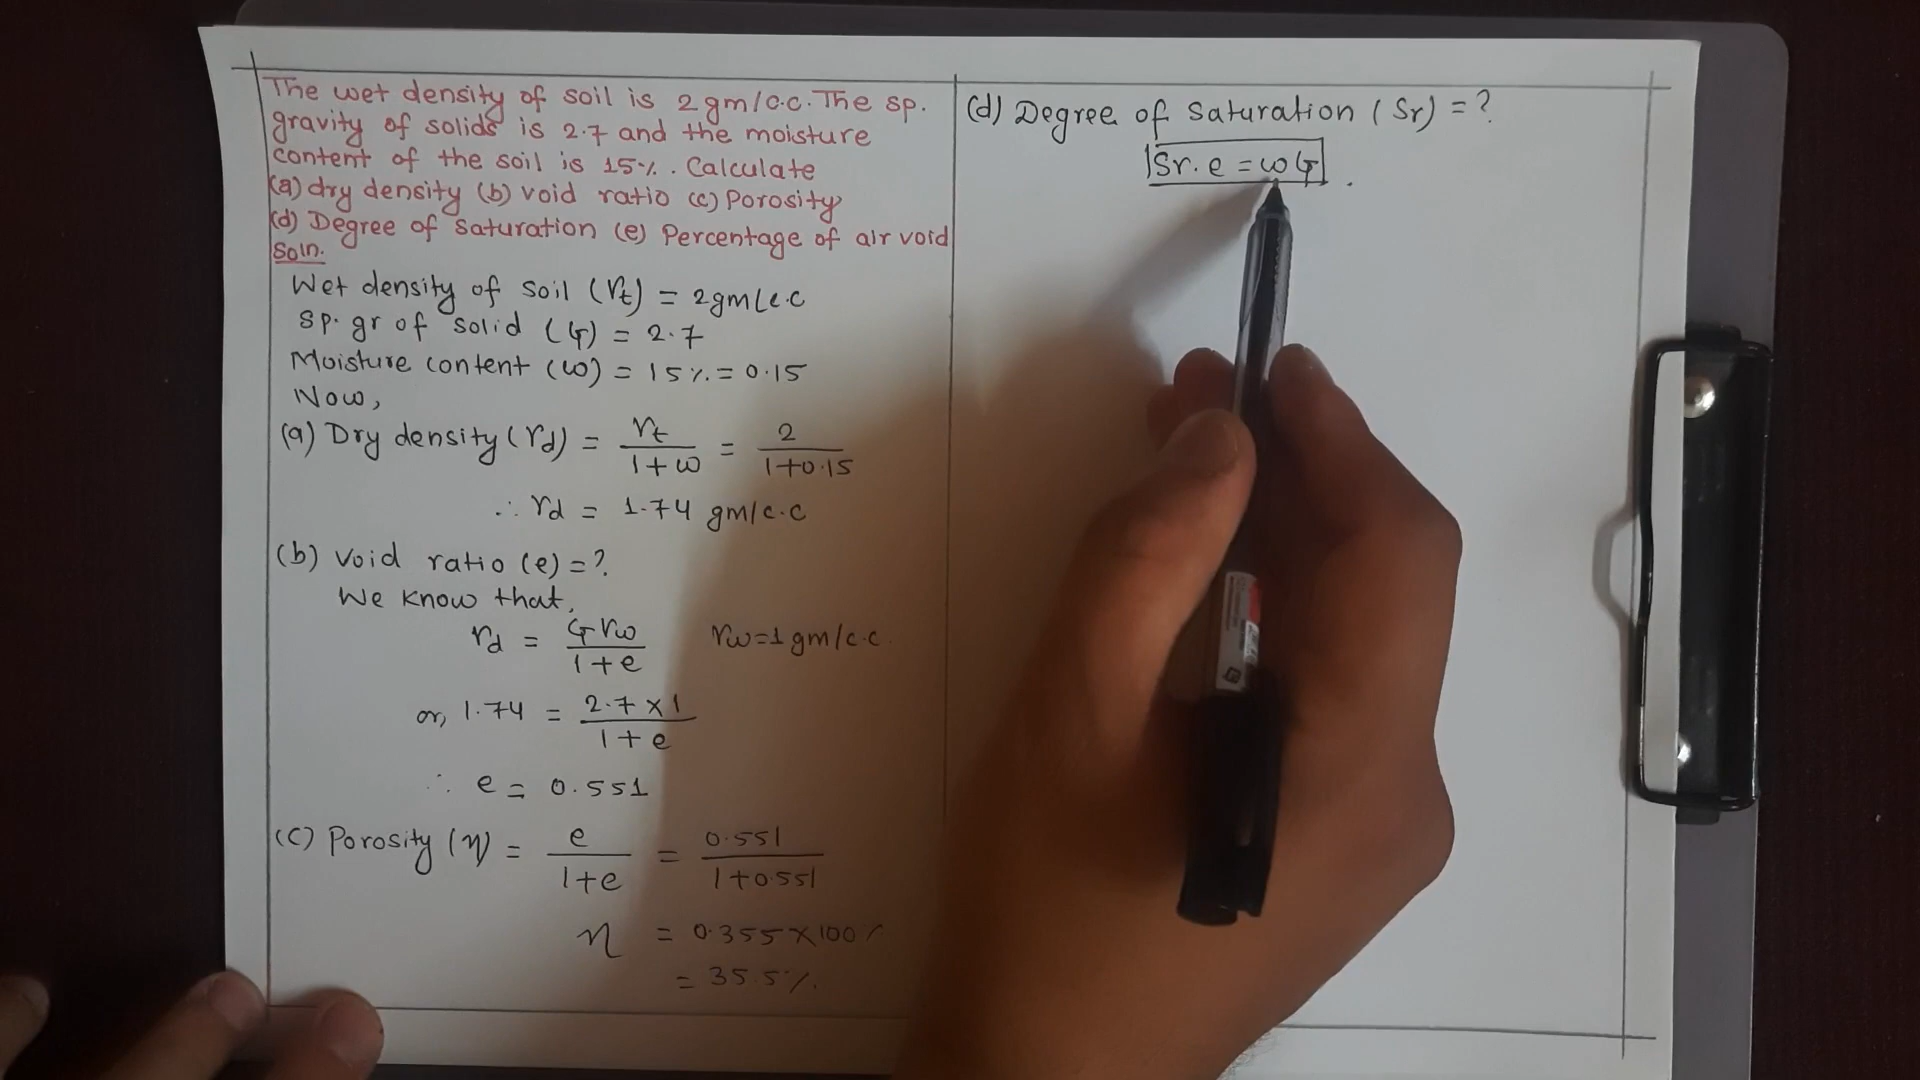 The wet density of soil is 2 gm/c.c. The sp.
gravity of solids is 2.7 and the moisture
content of the soil is 15%. Calculate
(a) dry density (b) void ratio (c) Porosity
(d) Degree of saturation (e) Percentage of air void
Soln.
Wet density of soil (γt) = 2gm/c.c
Sp. gr of solid (G) = 2.7
Moisture content (ω) = 15% = 0.15
Now,
(a) Dry density (γd) = γt / 1+ω = 2 / 1+0.15
∴ γd = 1.74 gm/c.c
(b) Void ratio (e) = ?
We know that,
γd = Gγω / 1+e γω=1 gm/c.c.
or, 1.74 = 2.7×1 / 1+e
∴ e = 0.551
(c) Porosity (η) = e / 1+e = 0.551 / 1+0.551
η = 0.355×100%
= 35.5%.
(d) Degree of saturation (Sr) = ?
Sr.e = ωG